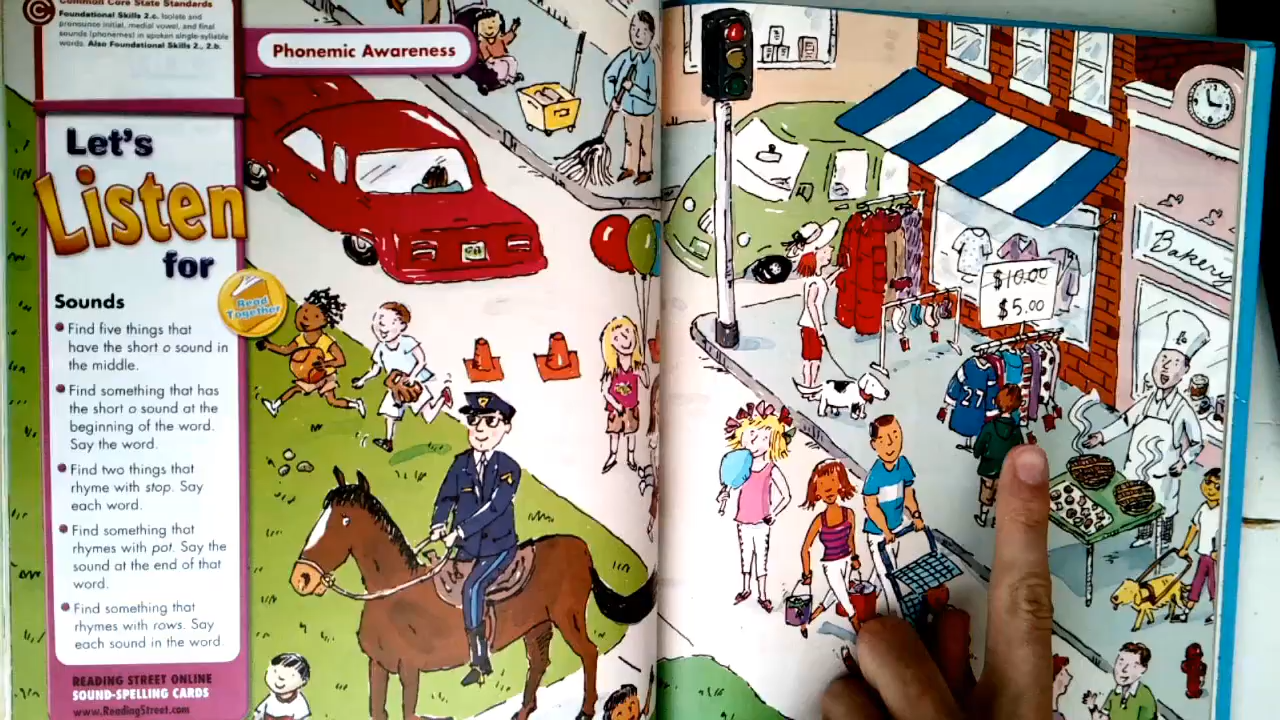 Common Core State Standards
Foundational Skills 2.c. Isolate and
pronounce initial, medial vowel, and final
sounds (phonemes) in spoken single-syllable
words. Also Foundational Skills 2., 2.b.
Phonemic Awareness
Let's
Listen
for
Sounds
Read
Together
• Find five things that
have the short o sound in
the middle.
• Find something that has
the short o sound at the
beginning of the word.
Say the word.
• Find two things that
rhyme with stop. Say
each word.
• Find something that
rhymes with pot. Say the
sound at the end of that
word.
• Find something that
rhymes with rows. Say
each sound in the word.
READING STREET ONLINE
SOUND-SPELLING CARDS
www.ReadingStreet.com
$10.00
$5.00
Bakery
27